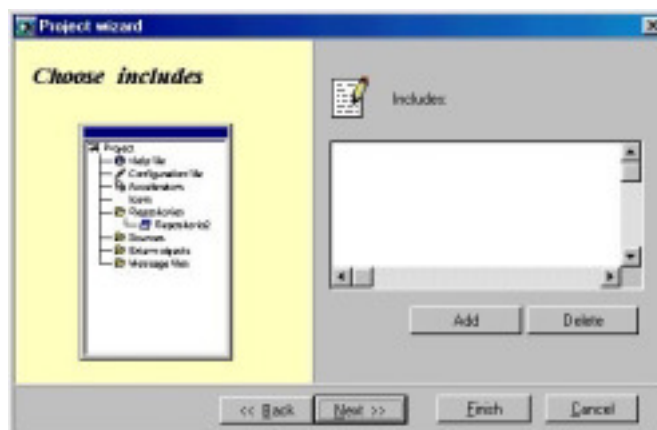 Project wizard
Choose includes
Includes:
Project
Help file
Configuration file
Accelerators
Icons
Repositories
Sources
Message files
Add
Delete
<< Back
Next >>
Finish
Cancel